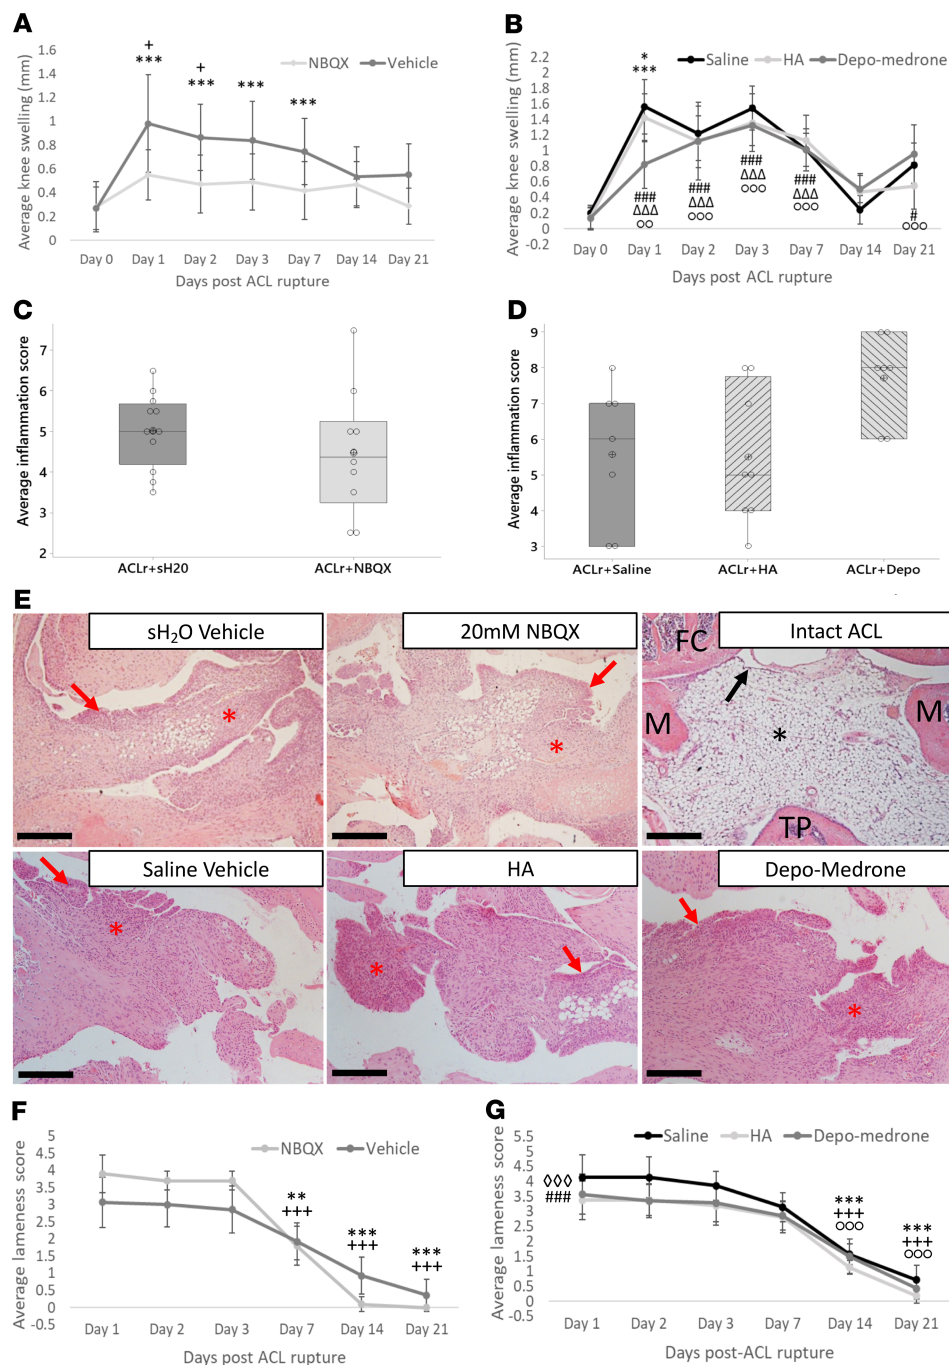 A
Average knee swelling (mm)
1.6
1.4
1.2
1
0.8
0.6
0.4
0.2
0
NBQX Vehicle
+
***
+
***
***
***
Day 0 Day 1 Day 2 Day 3 Day 7 Day 14 Day 21
Days post ACL rupture
B
Average knee swelling (mm)
2.2
2
1.8
1.6
1.4
1.2
1
0.8
0.6
0.4
0.2
0
-0.2
Saline HA Depo-medrone
*
***
###
ΔΔΔ
○○
###
ΔΔΔ
○○○
###
ΔΔΔ
○○○
###
ΔΔΔ
○○○
#
○○○
Day 0 Day 1 Day 2 Day 3 Day 7 Day 14 Day 21
Days post ACL rupture
C
Average inflammation score
7
6
5
4
3
2
ACLr+sH20 ACLr+NBQX
D
Average inflammation score
9
8
7
6
5
4
3
ACLr+Saline ACLr+HA ACLr+Depo
E
sH₂O Vehicle
*
20mM NBQX
*
Intact ACL
FC
M
M
*
TP
Saline Vehicle
*
HA
*
Depo-Medrone
*
F
Average lameness score
5
4.5
4
3.5
3
2.5
2
1.5
1
0.5
0
-0.5
NBQX Vehicle
**
+++
***
+++
***
+++
Day 1 Day 2 Day 3 Day 7 Day 14 Day 21
Days post ACL rupture
G
Average lameness score
5.5
5
4.5
4
3.5
3
2.5
2
1.5
1
0.5
0
-0.5
Saline HA Depo-medrone
◊◊◊
###
***
+++
○○○
***
+++
○○○
Day 1 Day 2 Day 3 Day 7 Day 14 Day 21
Days post-ACL rupture